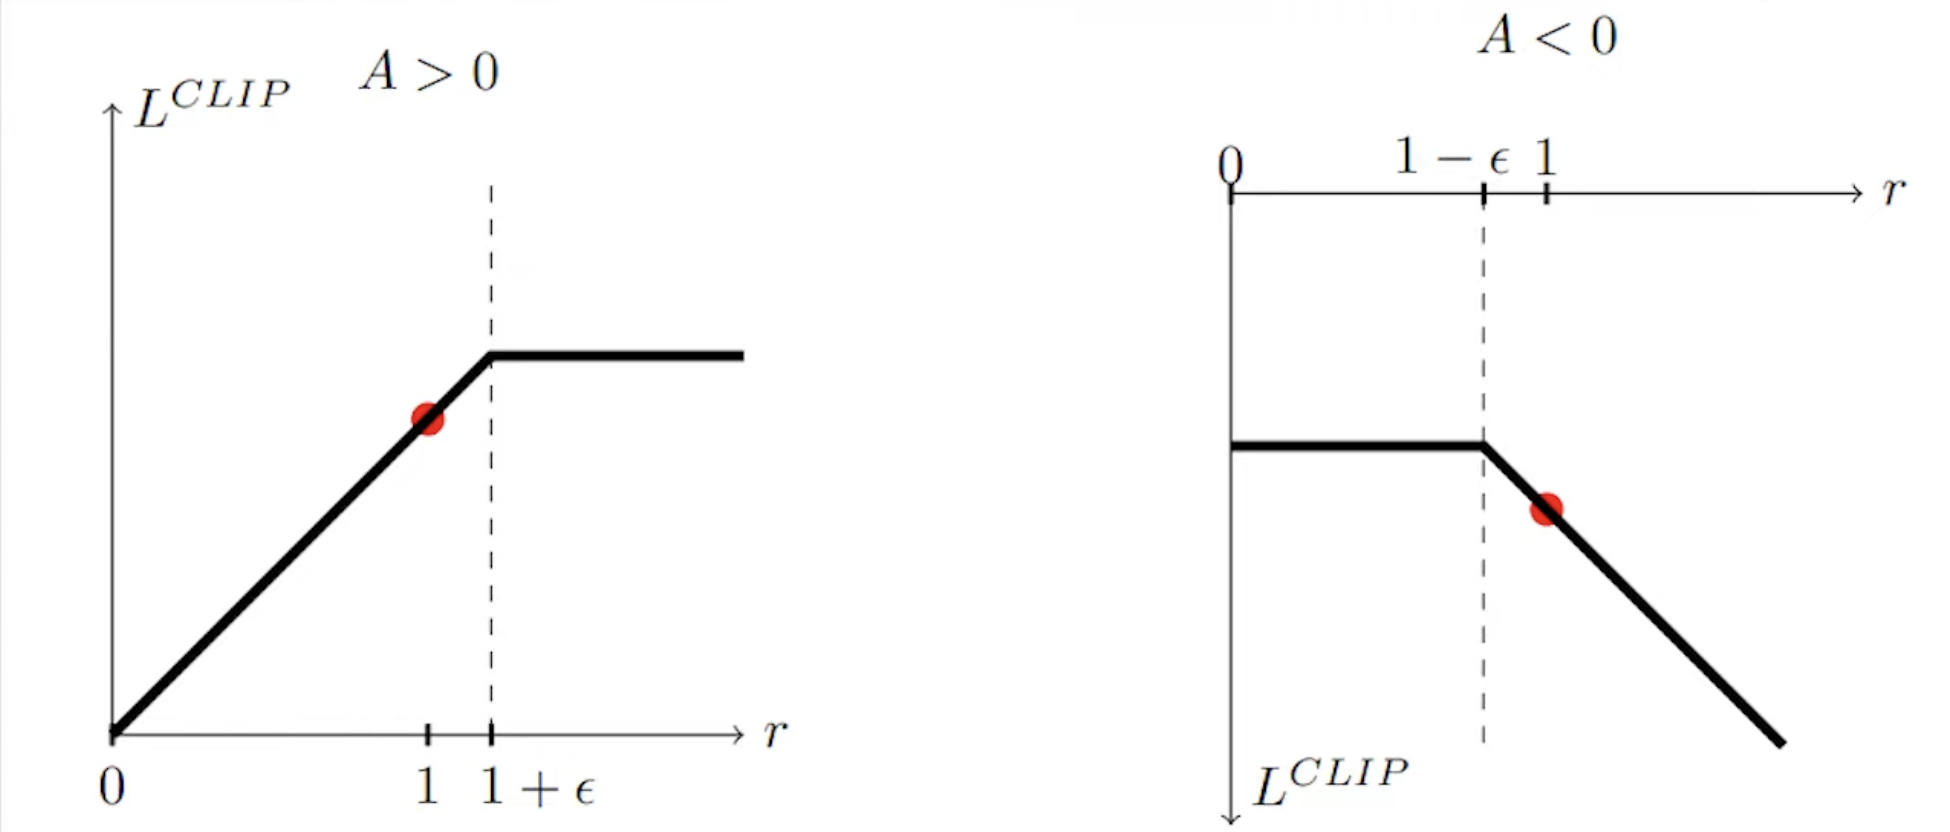 A > 0
L^{CLIP}
0
1
1 + ϵ
r
A < 0
0
1 − ϵ
1
r
L^{CLIP}